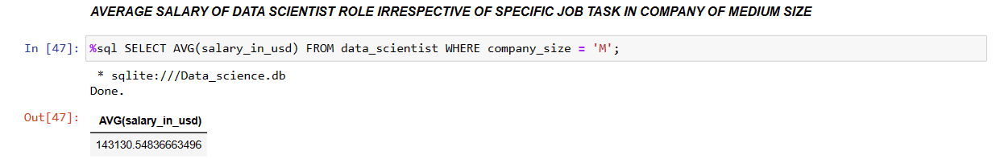 AVERAGE SALARY OF DATA SCIENTIST ROLE IRRESPECTIVE OF SPECIFIC JOB TASK IN COMPANY OF MEDIUM SIZE
In [47]: %sql SELECT AVG(salary_in_usd) FROM data_scientist WHERE company_size = 'M';
* sqlite:///Data_science.db
Done.
Out[47]: AVG(salary_in_usd)
143130.54836663496